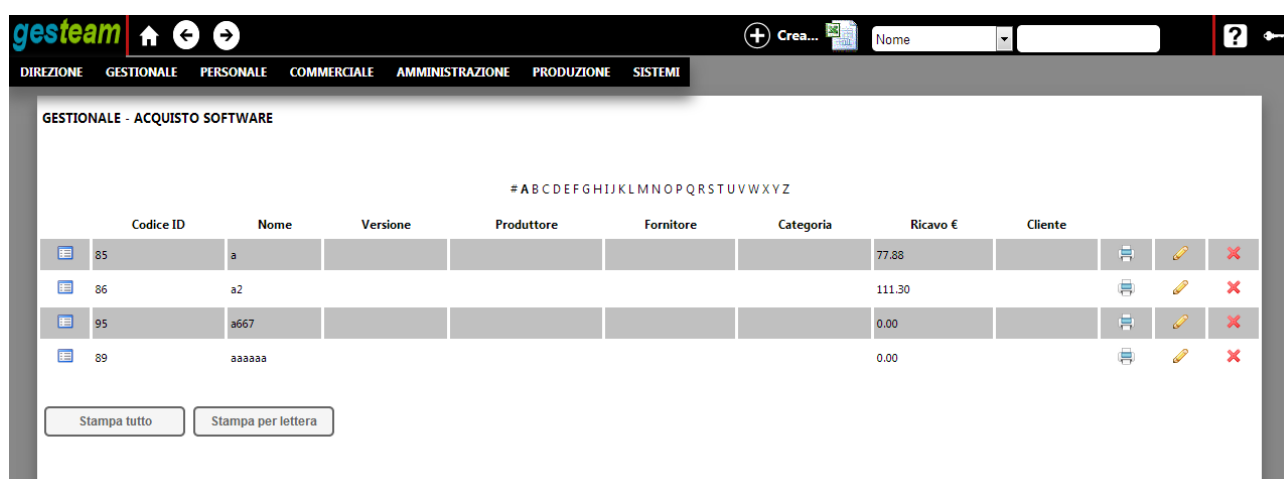 gesteam Crea... Nome ?
DIREZIONE GESTIONALE PERSONALE COMMERCIALE AMMINISTRAZIONE PRODUZIONE SISTEMI
GESTIONALE - ACQUISTO SOFTWARE
# A B C D E F G H I J K L M N O P Q R S T U V W X Y Z
Codice ID Nome Versione Produttore Fornitore Categoria Ricavo € Cliente
85 a 77.88
86 a2 111.30
95 a667 0.00
89 aaaaaa 0.00
Stampa tutto Stampa per lettera